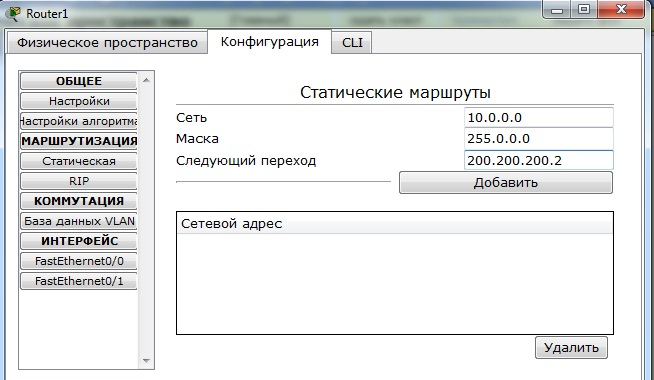 Router1
Физическое пространство
Конфигурация
CLI
ОБЩЕЕ
Настройки
Настройки алгоритма
МАРШРУТИЗАЦИЯ
Статическая
RIP
КОММУТАЦИЯ
База данных VLAN
ИНТЕРФЕЙС
FastEthernet0/0
FastEthernet0/1
Статические маршруты
Сеть 10.0.0.0
Маска 255.0.0.0
Следующий переход 200.200.200.2
Добавить
Сетевой адрес
Удалить